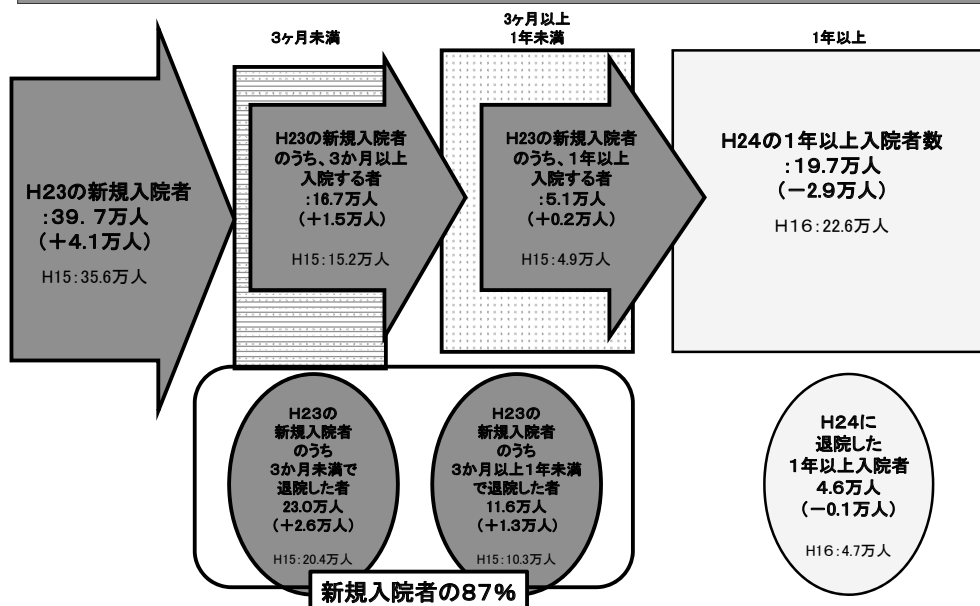 3ヶ月未満
3ヶ月以上
1年未満
1年以上
H23の新規入院者
:39.7万人
(+4.1万人)
H15:35.6万人
H23の新規入院者
のうち、3か月以上
入院する者
:16.7万人
(+1.5万人)
H15:15.2万人
H23の新規入院者
のうち、1年以上
入院する者
:5.1万人
(+0.2万人)
H15:4.9万人
H24の1年以上入院者数
:19.7万人
(-2.9万人)
H16:22.6万人
H23の
新規入院者
のうち
3か月未満で
退院した者
23.0万人
(+2.6万人)
H15:20.4万人
H23の
新規入院者
のうち
3か月以上1年未満
で退院した者
11.6万人
(+1.3万人)
H15:10.3万人
H24に
退院した
1年以上入院者
4.6万人
(-0.1万人)
H16:4.7万人
新規入院者の87%